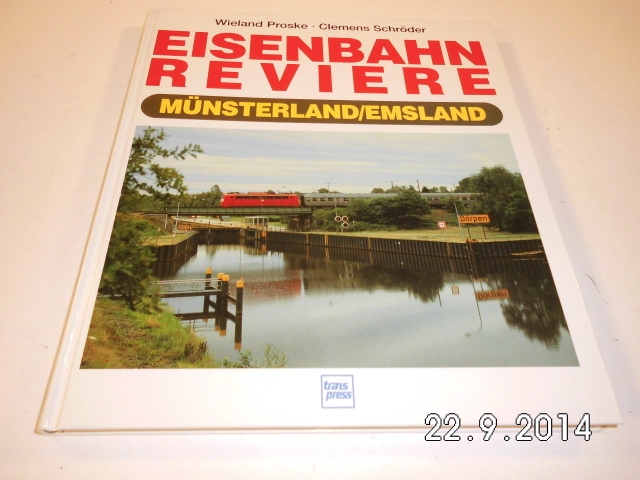 Wieland Proske · Clemens Schröder
EISENBAHN
REVIERE
MÜNSTERLAND/EMSLAND
Dörpen
trans
press
22.9.2014